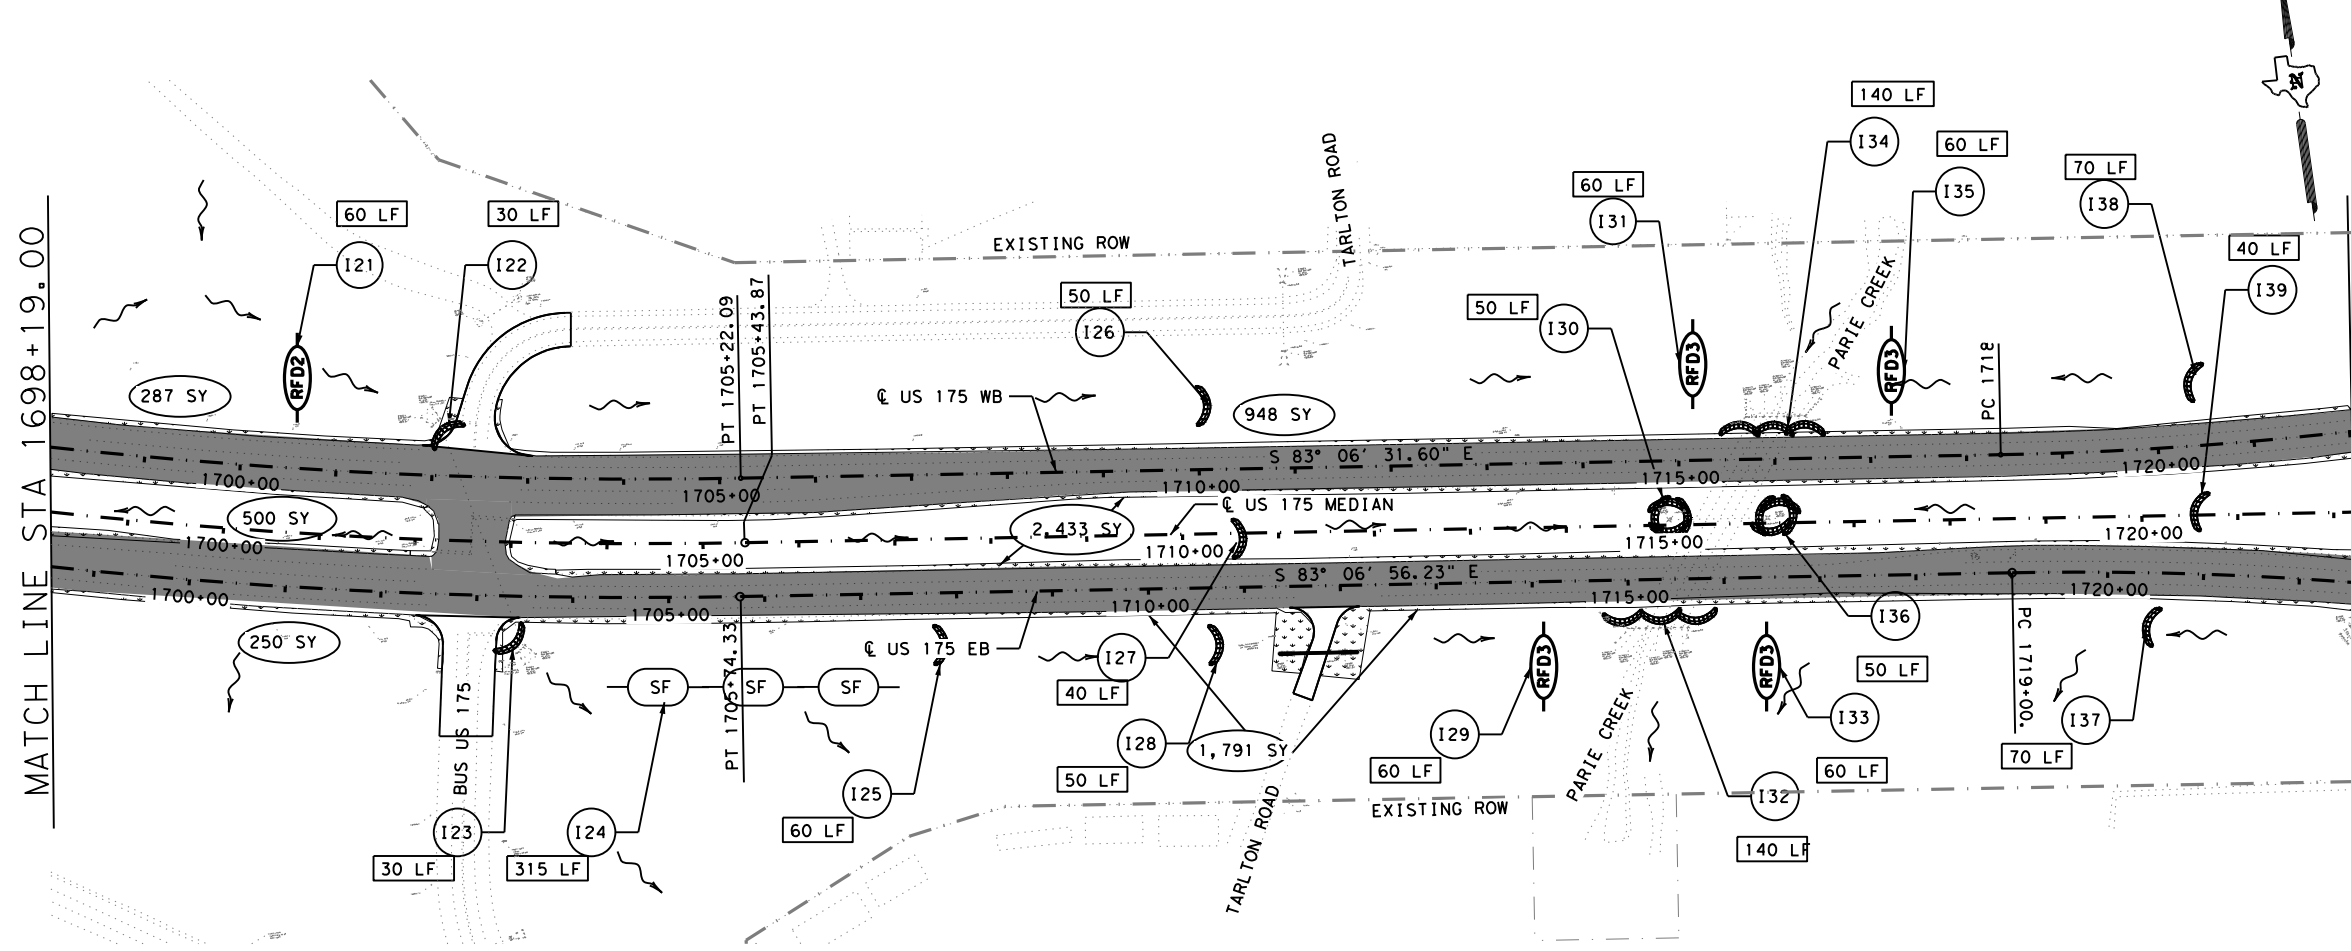 MATCH LINE STA 1698+19.00
140 LF
I34
60 LF
I35
70 LF
I38
40 LF
I39
60 LF
I31
50 LF
I30
60 LF
I21
30 LF
I22
EXISTING ROW
TARLTON ROAD
50 LF
I26
PT 1705+22.09
PT 1705+43.87
PARIE CREEK
RFD2
RFD3
RFD3
PC 1718
287 SY
℄ US 175 WB
948 SY
S 83° 06' 31.60" E
1700+00
1705+00
1710+00
1715+00
1720+00
500 SY
2,433 SY
℄ US 175 MEDIAN
1700+00
1705+00
1710+00
1715+00
1720+00
S 83° 06' 56.23" E
1700+00
1705+00
1710+00
1715+00
1720+00
250 SY
℄ US 175 EB
I27
40 LF
I36
50 LF
SF
SF
SF
PT 1705+74.33
BUS US 175
RFD3
RFD3
PC 1719+00.
I28
50 LF
1,791 SY
I29
60 LF
I33
60 LF
I37
70 LF
PARIE CREEK
I25
60 LF
I23
30 LF
I24
315 LF
TARLTON ROAD
EXISTING ROW
I32
140 LF